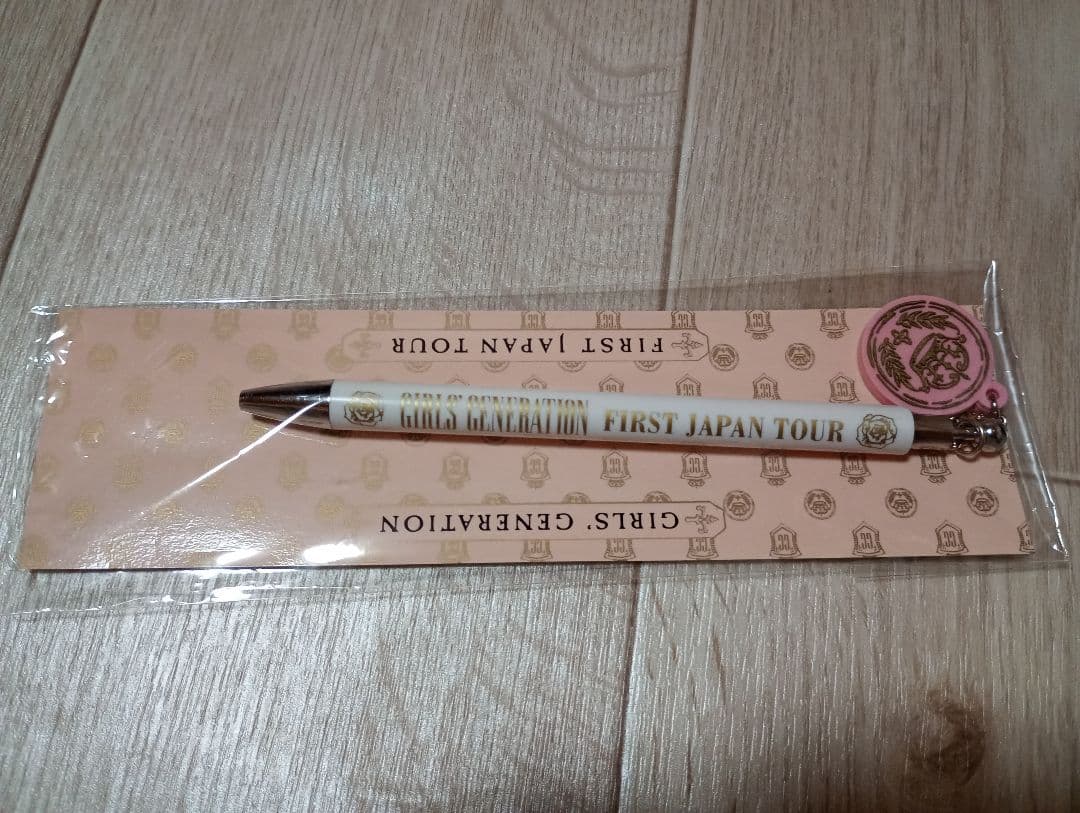 FIRST JAPAN TOUR
GIRLS' GENERATION FIRST JAPAN TOUR
GIRLS' GENERATION